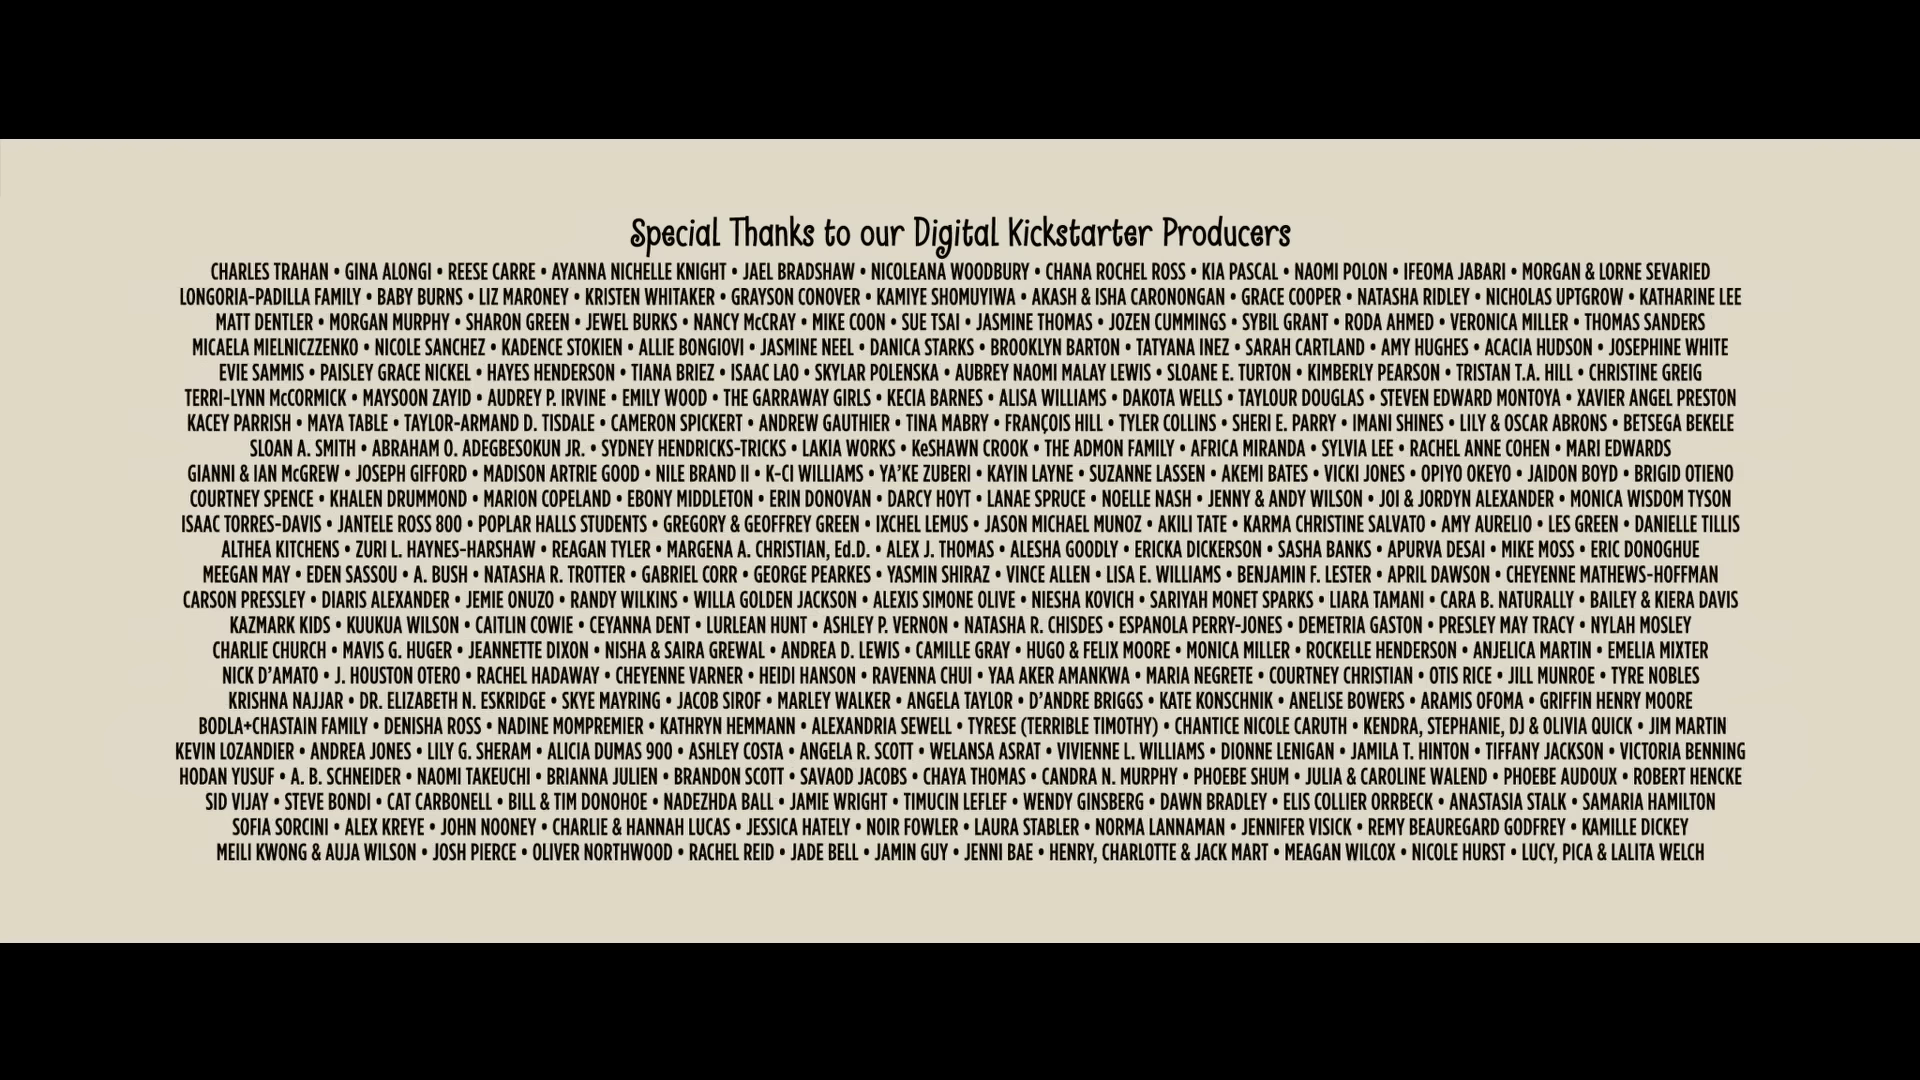 Special Thanks to our Digital Kickstarter Producers
CHARLES TRAHAN • GINA ALONGI • REESE CARRE • AYANNA NICHELLE KNIGHT • JAEL BRADSHAW • NICOLEANA WOODBURY • CHANA ROCHEL ROSS • KIA PASCAL • NAOMI POLON • IFEOMA JABARI • MORGAN & LORNE SEVARIED
LONGORIA-PADILLA FAMILY • BABY BURNS • LIZ MARONEY • KRISTEN WHITAKER • GRAYSON CONOVER • KAMIYE SHOMUYIWA • AKASH & ISHA CARONONGAN • GRACE COOPER • NATASHA RIDLEY • NICHOLAS UPTGROW • KATHARINE LEE
MATT DENTLER • MORGAN MURPHY • SHARON GREEN • JEWEL BURKS • NANCY McCRAY • MIKE COON • SUE TSAI • JASMINE THOMAS • JOZEN CUMMINGS • SYBIL GRANT • RODA AHMED • VERONICA MILLER • THOMAS SANDERS
MICAELA MIELNICZZENKO • NICOLE SANCHEZ • KADENCE STOKIEN • ALLIE BONGIOVI • JASMINE NEEL • DANICA STARKS • BROOKLYN BARTON • TATYANA INEZ • SARAH CARTLAND • AMY HUGHES • ACACIA HUDSON • JOSEPHINE WHITE
EVIE SAMMIS • PAISLEY GRACE NICKEL • HAYES HENDERSON • TIANA BRIEZ • ISAAC LAO • SKYLAR POLENSKA • AUBREY NAOMI MALAY LEWIS • SLOANE E. TURTON • KIMBERLY PEARSON • TRISTAN T.A. HILL • CHRISTINE GREIG
TERRI-LYNN McCORMICK • MAYSOON ZAYID • AUDREY P. IRVINE • EMILY WOOD • THE GARRAWAY GIRLS • KECIA BARNES • ALISA WILLIAMS • DAKOTA WELLS • TAYLOUR DOUGLAS • STEVEN EDWARD MONTOYA • XAVIER ANGEL PRESTON
KACEY PARRISH • MAYA TABLE • TAYLOR-ARMAND D. TISDALE • CAMERON SPICKERT • ANDREW GAUTHIER • TINA MABRY • FRANÇOIS HILL • TYLER COLLINS • SHERI E. PARRY • IMANI SHINES • LILY & OSCAR ABRONS • BETSEGA BEKELE
SLOAN A. SMITH • ABRAHAM O. ADEGBESOKUN JR. • SYDNEY HENDRICKS-TRICKS • LAKIA WORKS • KeSHAWN CROOK • THE ADMON FAMILY • AFRICA MIRANDA • SYLVIA LEE • RACHEL ANNE COHEN • MARI EDWARDS
GIANNI & IAN McGREW • JOSEPH GIFFORD • MADISON ARTRIE GOOD • NILE BRAND II • K-CI WILLIAMS • YA'KE ZUBERI • KAYIN LAYNE • SUZANNE LASSEN • AKEMI BATES • VICKI JONES • OPIYO OKEYO • JAIDON BOYD • BRIGID OTIENO
COURTNEY SPENCE • KHALEN DRUMMOND • MARION COPELAND • EBONY MIDDLETON • ERIN DONOVAN • DARCY HOYT • LANAE SPRUCE • NOELLE NASH • JENNY & ANDY WILSON • JOI & JORDYN ALEXANDER • MONICA WISDOM TYSON
ISAAC TORRES-DAVIS • JANTELE ROSS 800 • POPLAR HALLS STUDENTS • GREGORY & GEOFFREY GREEN • IXCHEL LEMUS • JASON MICHAEL MUNOZ • AKILI TATE • KARMA CHRISTINE SALVATO • AMY AURELIO • LES GREEN • DANIELLE TILLIS
ALTHEA KITCHENS • ZURI L. HAYNES-HARSHAW • REAGAN TYLER • MARGENA A. CHRISTIAN, Ed.D. • ALEX J. THOMAS • ALESHA GOODLY • ERICKA DICKERSON • SASHA BANKS • APURVA DESAI • MIKE MOSS • ERIC DONOGHUE
MEEGAN MAY • EDEN SASSOU • A. BUSH • NATASHA R. TROTTER • GABRIEL CORR • GEORGE PEARKES • YASMIN SHIRAZ • VINCE ALLEN • LISA E. WILLIAMS • BENJAMIN F. LESTER • APRIL DAWSON • CHEYENNE MATHEWS-HOFFMAN
CARSON PRESSLEY • DIARIS ALEXANDER • JEMIE ONUZO • RANDY WILKINS • WILLA GOLDEN JACKSON • ALEXIS SIMONE OLIVE • NIESHA KOVICH • SARIYAH MONET SPARKS • LIARA TAMANI • CARA B. NATURALLY • BAILEY & KIERA DAVIS
KAZMARK KIDS • KUUKUA WILSON • CAITLIN COWIE • CEYANNA DENT • LURLEAN HUNT • ASHLEY P. VERNON • NATASHA R. CHISDES • ESPANOLA PERRY-JONES • DEMETRIA GASTON • PRESLEY MAY TRACY • NYLAH MOSLEY
CHARLIE CHURCH • MAVIS G. HUGER • JEANNETTE DIXON • NISHA & SAIRA GREWAL • ANDREA D. LEWIS • CAMILLE GRAY • HUGO & FELIX MOORE • MONICA MILLER • ROCKELLE HENDERSON • ANJELICA MARTIN • EMELIA MIXTER
NICK D'AMATO • J. HOUSTON OTERO • RACHEL HADAWAY • CHEYENNE VARNER • HEIDI HANSON • RAVENNA CHUI • YAA AKER AMANKWA • MARIA NEGRETE • COURTNEY CHRISTIAN • OTIS RICE • JILL MUNROE • TYRE NOBLES
KRISHNA NAJJAR • DR. ELIZABETH N. ESKRIDGE • SKYE MAYRING • JACOB SIROF • MARLEY WALKER • ANGELA TAYLOR • D'ANDRE BRIGGS • KATE KONSCHNIK • ANELISE BOWERS • ARAMIS OFOMA • GRIFFIN HENRY MOORE
BODLA+CHASTAIN FAMILY • DENISHA ROSS • NADINE MOMPREMIER • KATHRYN HEMMANN • ALEXANDRIA SEWELL • TYRESE (TERRIBLE TIMOTHY) • CHANTICE NICOLE CARUTH • KENDRA, STEPHANIE, DJ & OLIVIA QUICK • JIM MARTIN
KEVIN LOZANDIER • ANDREA JONES • LILY G. SHERAM • ALICIA DUMAS 900 • ASHLEY COSTA • ANGELA R. SCOTT • WELANSA ASRAT • VIVIENNE L. WILLIAMS • DIONNE LENIGAN • JAMILA T. HINTON • TIFFANY JACKSON • VICTORIA BENNING
HODAN YUSUF • A. B. SCHNEIDER • NAOMI TAKEUCHI • BRIANNA JULIEN • BRANDON SCOTT • SAVAOD JACOBS • CHAYA THOMAS • CANDRA N. MURPHY • PHOEBE SHUM • JULIA & CAROLINE WALEND • PHOEBE AUDOUX • ROBERT HENCKE
SID VIJAY • STEVE BONDI • CAT CARBONELL • BILL & TIM DONOHOE • NADEZHDA BALL • JAMIE WRIGHT • TIMUCIN LEFLEF • WENDY GINSBERG • DAWN BRADLEY • ELIS COLLIER ORRBECK • ANASTASIA STALK • SAMARIA HAMILTON
SOFIA SORCINI • ALEX KREYE • JOHN NOONEY • CHARLIE & HANNAH LUCAS • JESSICA HATELY • NOIR FOWLER • LAURA STABLER • NORMA LANNAMAN • JENNIFER VISICK • REMY BEAUREGARD GODFREY • KAMILLE DICKEY
MEILI KWONG & AUJA WILSON • JOSH PIERCE • OLIVER NORTHWOOD • RACHEL REID • JADE BELL • JAMIN GUY • JENNI BAE • HENRY, CHARLOTTE & JACK MART • MEAGAN WILCOX • NICOLE HURST • LUCY, PICA & LALITA WELCH